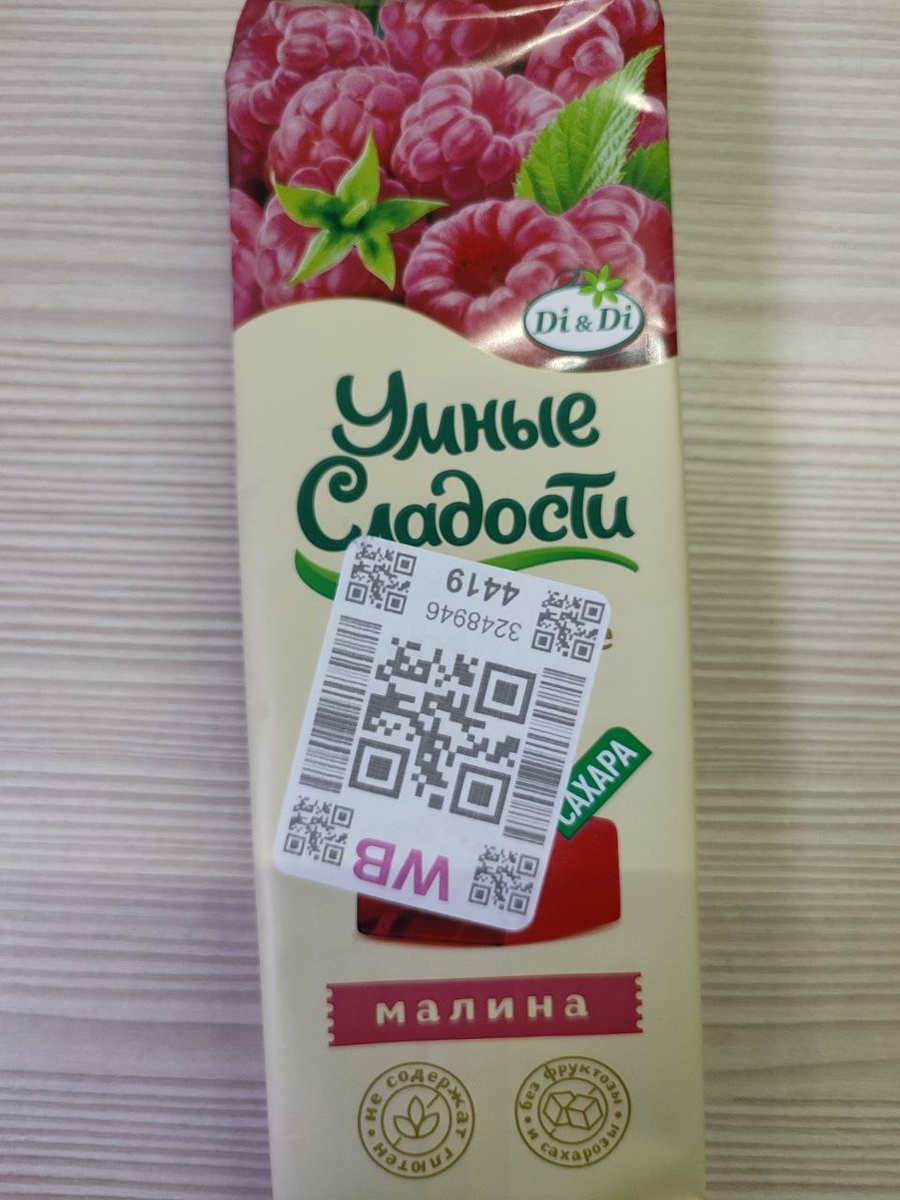 Di & Di
Умные
Сладости
4419
3248946
САХАРА
WB
малина
не содержат глютен
без фруктозы и сахарозы